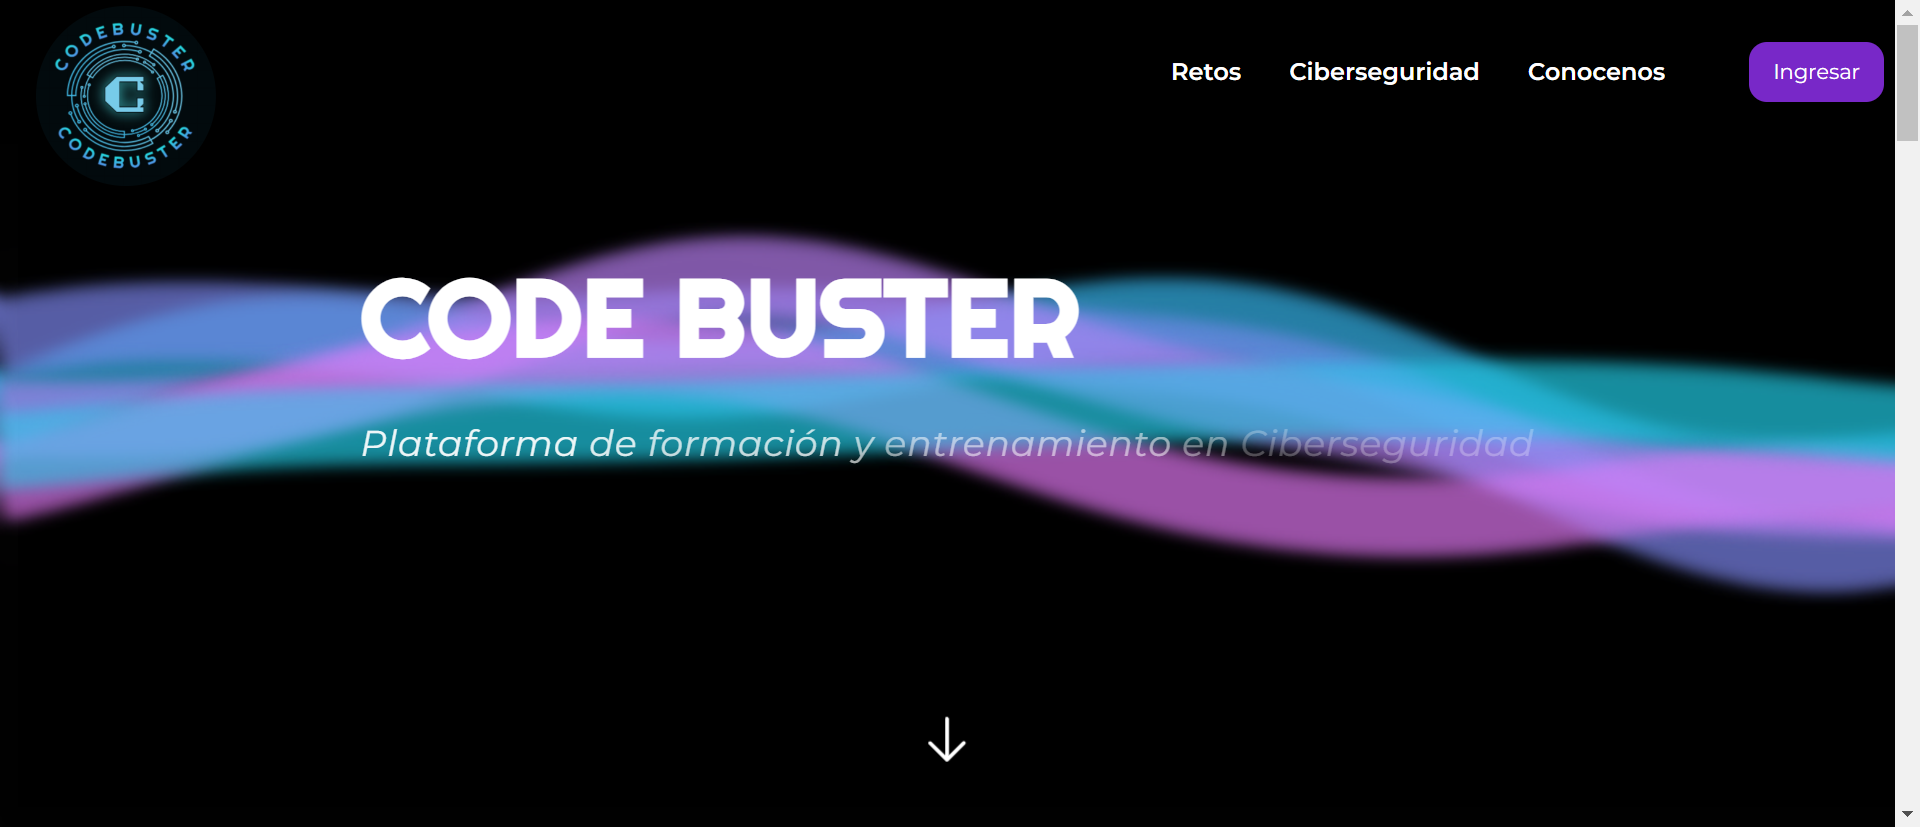 CODEBUSTER
C
CODEBUSTER
Retos
Ciberseguridad
Conocenos
Ingresar
CODE BUSTER
Plataforma de formación y entrenamiento en Ciberseguridad